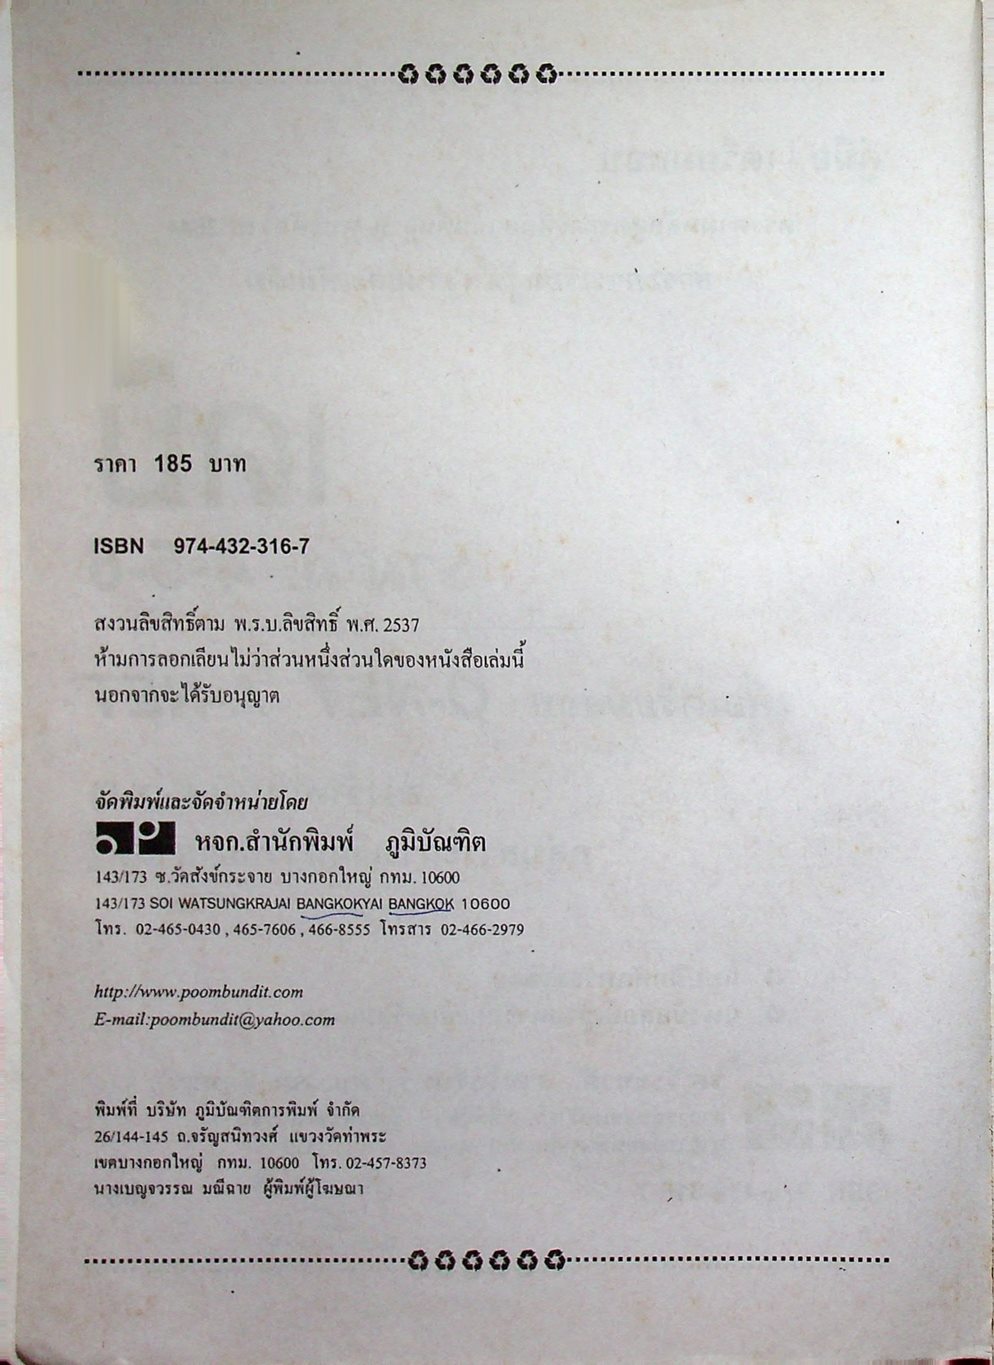 ราคา 185 บาท
ISBN 974-432-316-7
สงวนลิขสิทธิ์ตาม พ.ร.บ.ลิขสิทธิ์ พ.ศ. 2537
ห้ามการลอกเลียนไม่ว่าส่วนหนึ่งส่วนใดของหนังสือเล่มนี้
นอกจากจะได้รับอนุญาต
จัดพิมพ์และจัดจำหน่ายโดย
หจก.สำนักพิมพ์ ภูมิบัณฑิต
143/173 ซ.วัดสังข์กระจาย บางกอกใหญ่ กทม. 10600
143/173 SOI WATSUNGKRAJAI BANGKOKYAI BANGKOK 10600
โทร. 02-465-0430 , 465-7606 , 466-8555 โทรสาร 02-466-2979
http://www.poombundit.com
E-mail:poombundit@yahoo.com
พิมพ์ที่ บริษัท ภูมิบัณฑิตการพิมพ์ จำกัด
26/144-145 ถ.จรัญสนิทวงศ์ แขวงวัดท่าพระ
เขตบางกอกใหญ่ กทม. 10600 โทร. 02-457-8373
นางเบญจวรรณ มณีฉาย ผู้พิมพ์ผู้โฆษณา